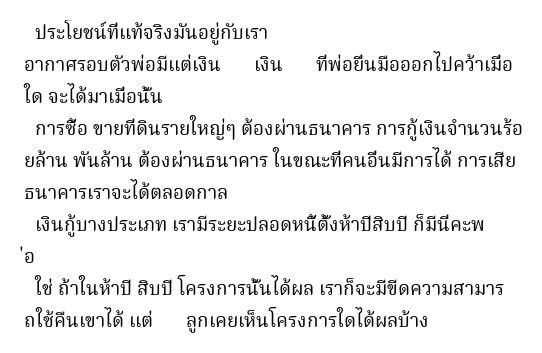 ประโยชน์ที่แท้จริงมันอยู่กับเรา
อากาศรอบตัวพ่อมีแต่เงิน เงิน ที่พ่อยื่นมือออกไปคว้าเมื่อ
ใด จะได้มาเมื่อนั้น
การซื้อ ขายที่ดินรายใหญ่ๆ ต้องผ่านธนาคาร การกู้เงินจำนวนร้อ
ยล้าน พันล้าน ต้องผ่านธนาคาร ในขณะที่คนอื่นมีการได้ การเสีย
ธนาคารเราจะได้ตลอดกาล
เงินกู้บางประเภท เรามีระยะปลอดหนี้ตั้งห้าปีสิบปี ก็มีนี่คะพ
่อ
ใช่ ถ้าในห้าปี สิบปี โครงการนั้นได้ผล เราก็จะมีขีดความสามาร
ถใช้คืนเขาได้ แต่ ลูกเคยเห็นโครงการใดได้ผลบ้าง